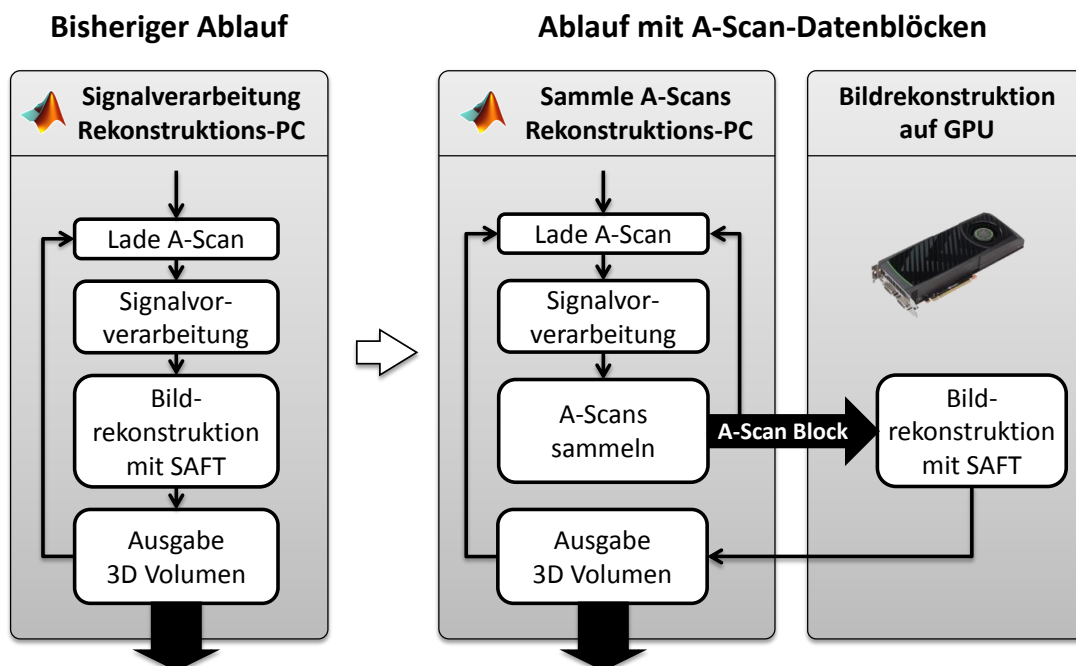 Bisheriger Ablauf
Signalverarbeitung
Rekonstruktions-PC
Lade A-Scan
Signalvor-
verarbeitung
Bild-
rekonstruktion
mit SAFT
Ausgabe
3D Volumen
Ablauf mit A-Scan-Datenblöcken
Sammle A-Scans
Rekonstruktions-PC
Lade A-Scan
Signalvor-
verarbeitung
A-Scans
sammeln
A-Scan Block
Ausgabe
3D Volumen
Bildrekonstruktion
auf GPU
Bild-
rekonstruktion
mit SAFT